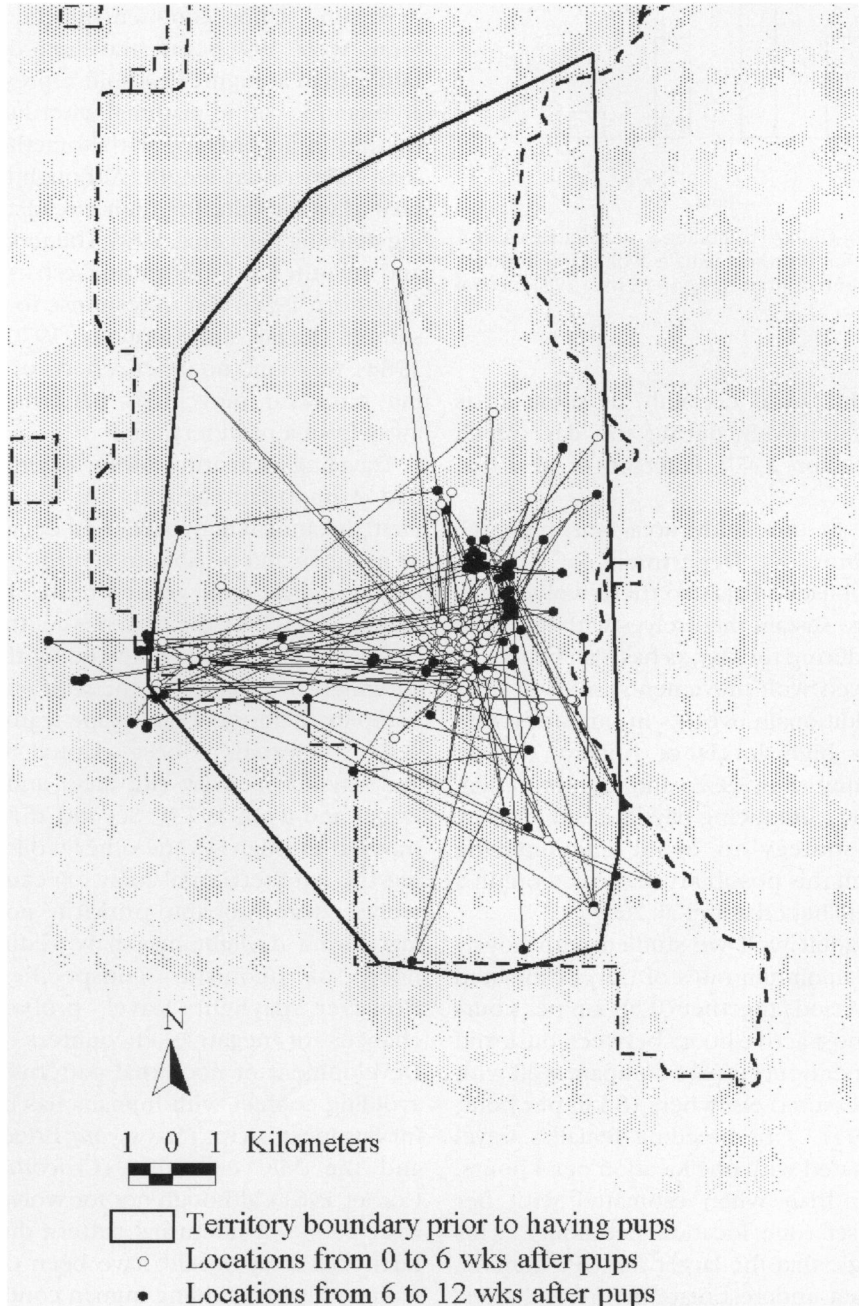 N
1 0 1 Kilometers
Territory boundary prior to having pups
Locations from 0 to 6 wks after pups
Locations from 6 to 12 wks after pups